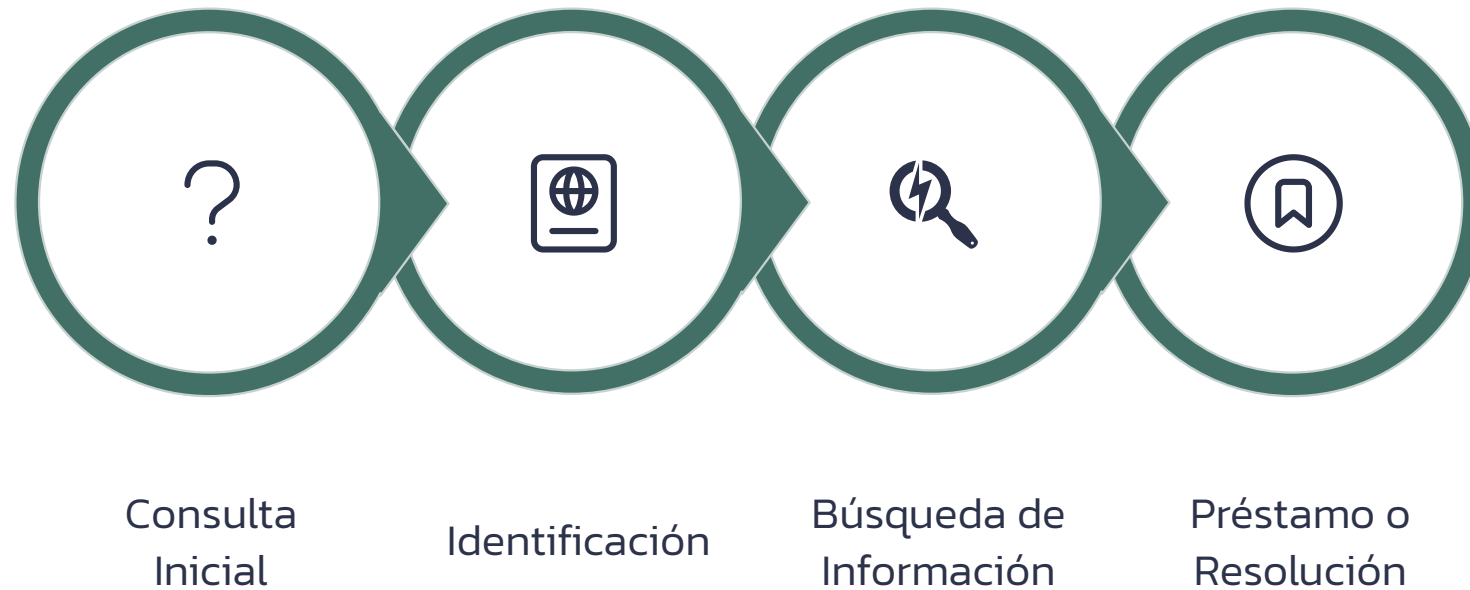 ?
Consulta
Inicial
Identificación
Búsqueda de
Información
Préstamo o
Resolución